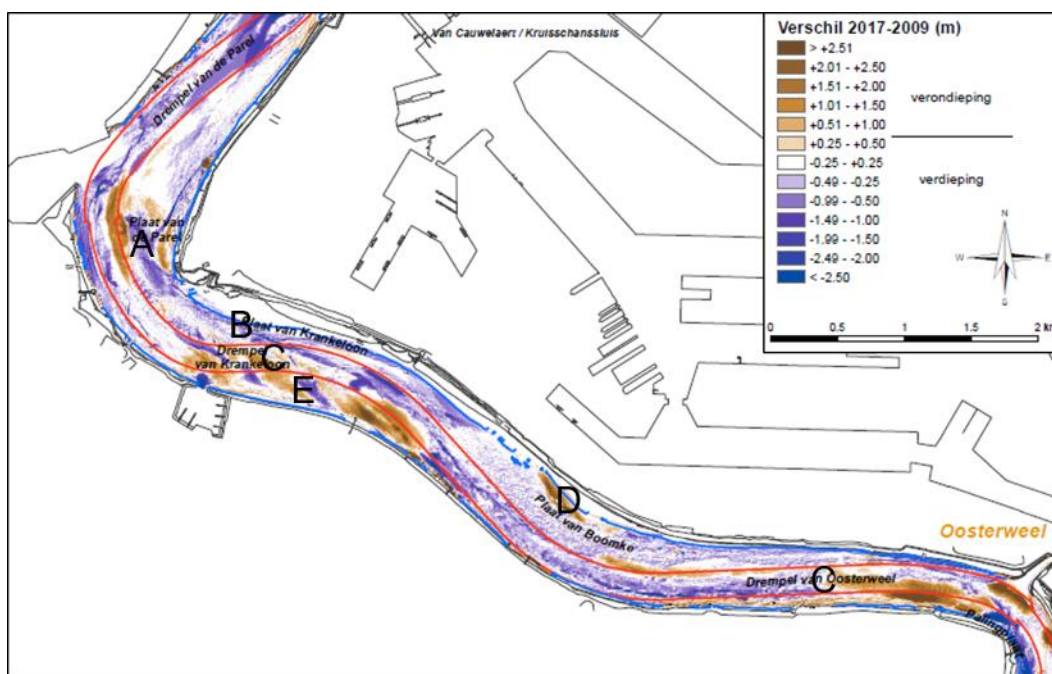 Van Cauwelaert / Kruisschanssluis
Verschil 2017-2009 (m)
> +2.51
+2.01 - +2.50
+1.51 - +2.00
+1.01 - +1.50
+0.51 - +1.00
+0.25 - +0.50
-0.25 - +0.25
-0.49 - -0.25
-0.99 - -0.50
-1.49 - -1.00
-1.99 - -1.50
-2.49 - -2.00
< -2.50
verondieping
verdieping
N
W
E
S
0 0.5 1 1.5 2 km
Drempel van de Parel
Plaat van
de Parel
A
B
Plaat van Krankeloon
Drempel
van Krankeloon
C
E
D
Plaat van Boomke
Oosterweel
Drempel van Oosterweel
C
Palingplaat